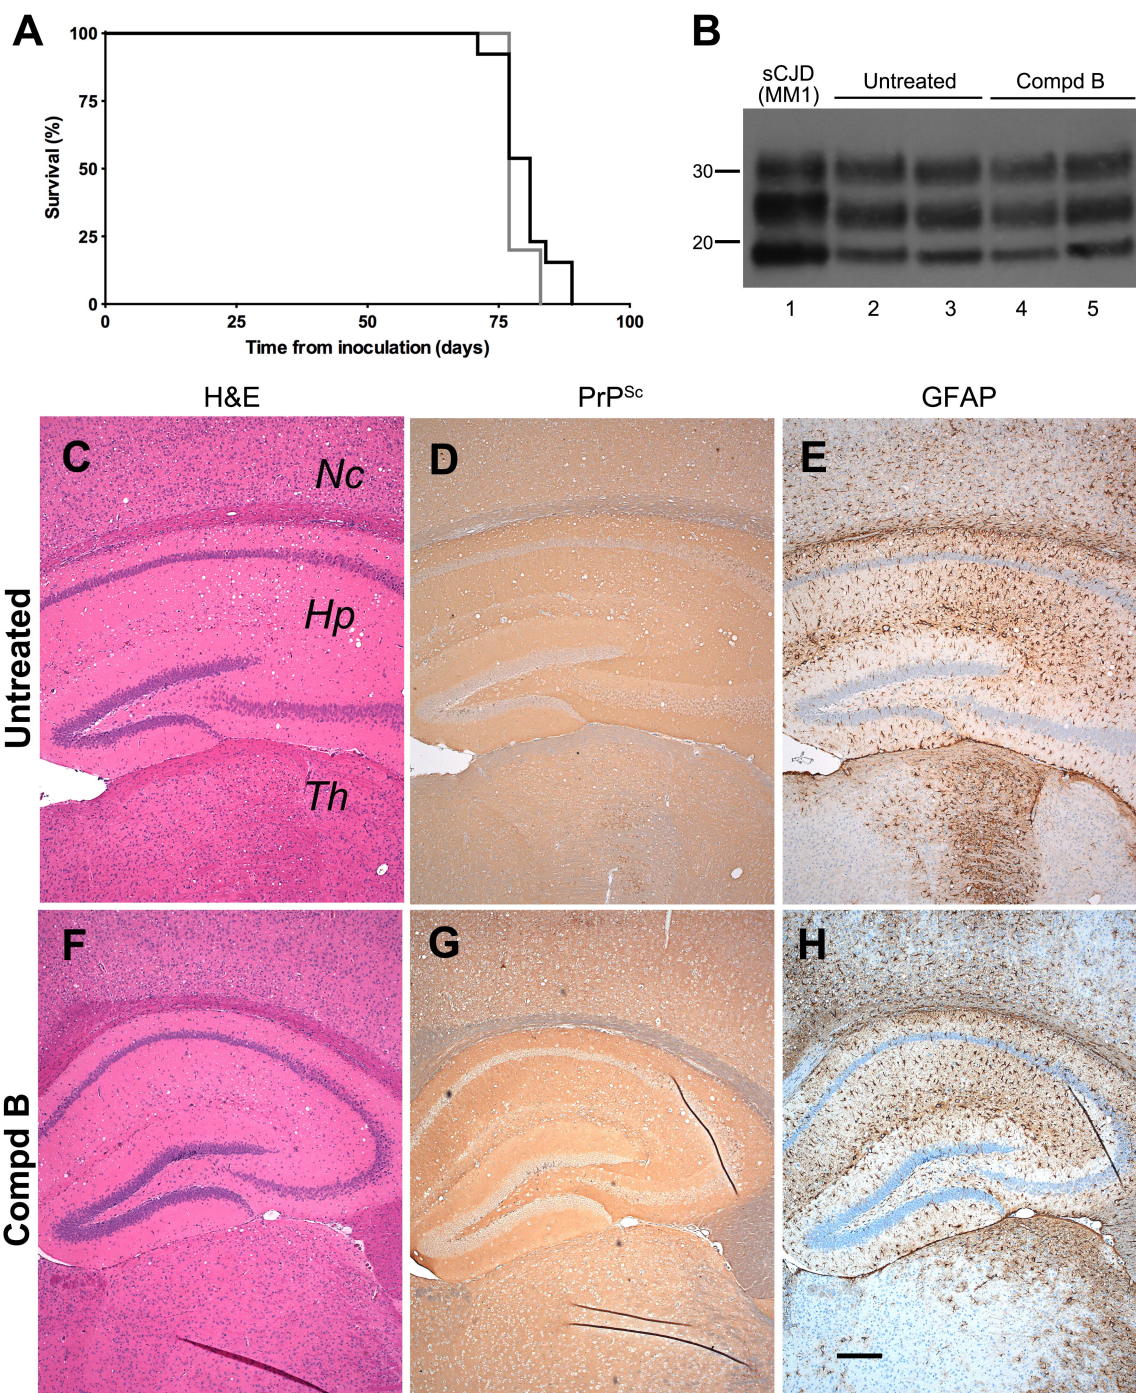 A
100
75
50
25
0
Survival (%)
0 25 50 75 100
Time from inoculation (days)
B
sCJD
(MM1)
Untreated
Compd B
30
20
1 2 3 4 5
H&E
PrPSc
GFAP
Untreated
C
Nc
Hp
Th
D
E
Compd B
F
G
H